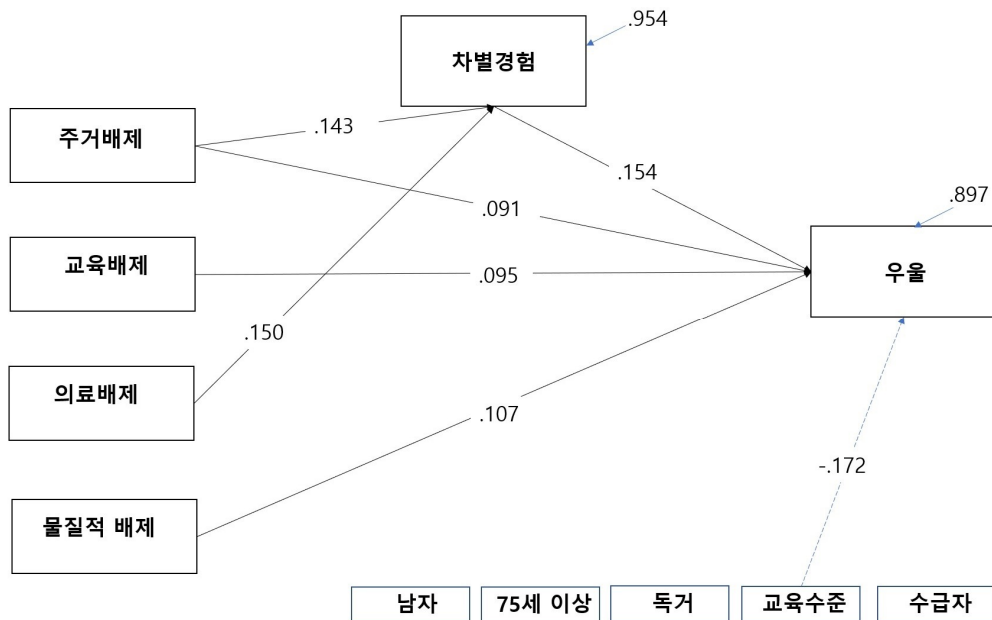 .954
차별경험
주거배제
.143
.154
.091
.897
교육배제
.095
우울
.150
의료배제
.107
-.172
물질적 배제
남자
75세 이상
독거
교육수준
수급자